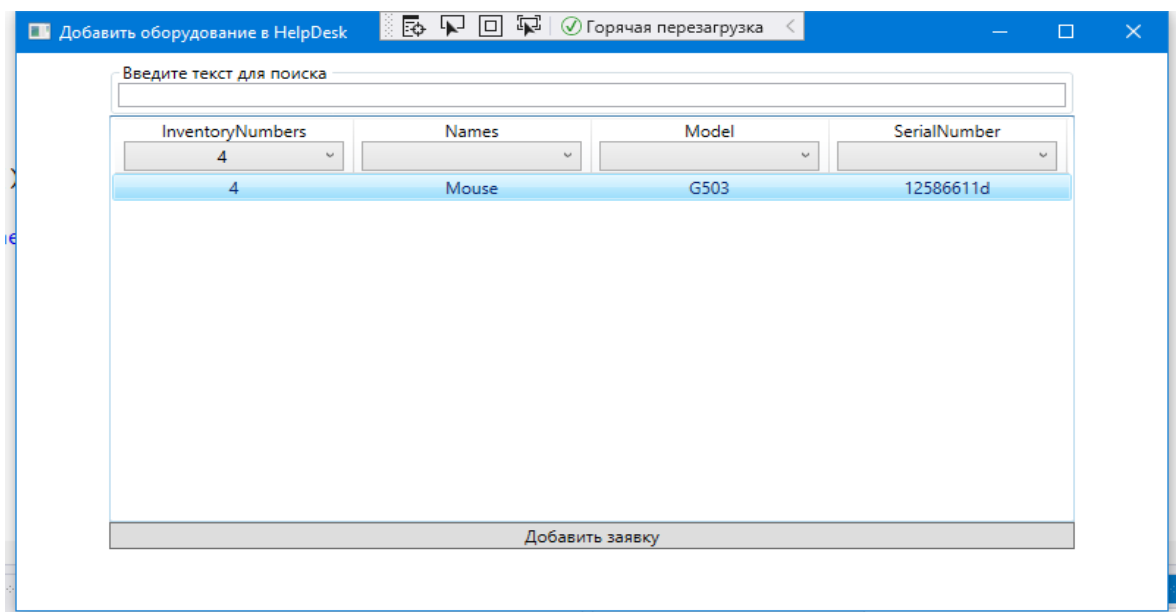 Добавить оборудование в HelpDesk
Горячая перезагрузка
Введите текст для поиска
InventoryNumbers Names Model SerialNumber
4
4 Mouse G503 12586611d
Добавить заявку